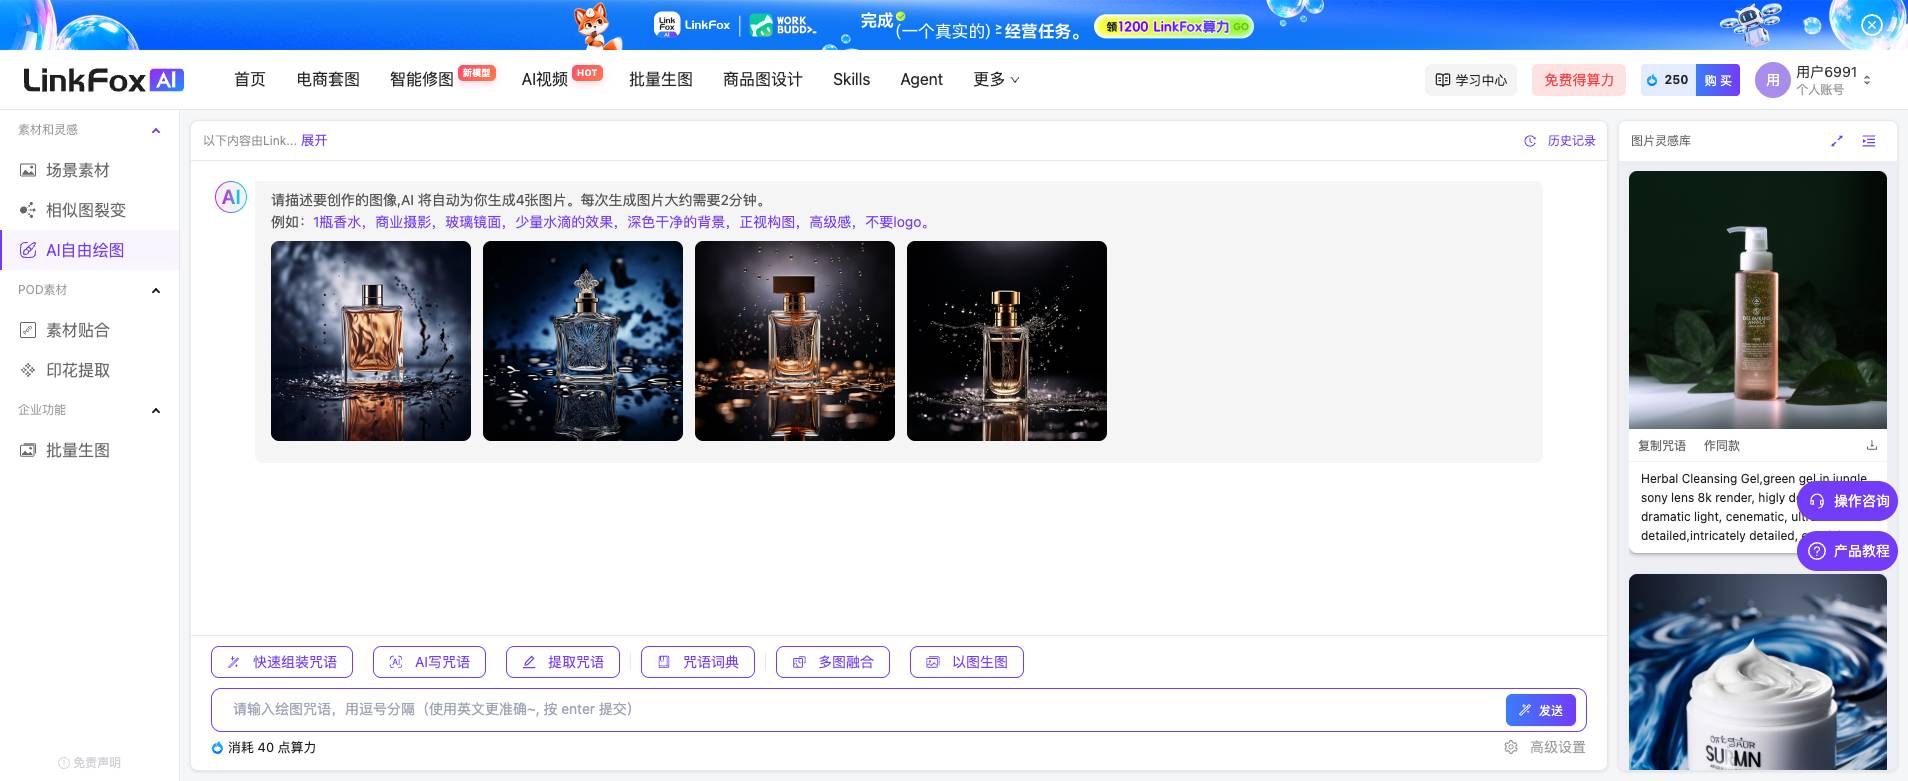 Link Fox AI LinkFox WORK BUDD>_ 完成 (一个真实的) 经营任务。 领1200 LinkFox算力 GO
LinkFox AI 首页 电商套图 智能修图 新模型 AI视频 HOT 批量生图 商品图设计 Skills Agent 更多 学习中心 免费得算力 250 购买 用 用户6991
个人账号
素材和灵感
场景素材
相似图裂变
AI自由绘图
POD素材
素材贴合
印花提取
企业功能
批量生图
免责声明
以下内容由Link... 展开 历史记录
AI
请描述要创作的图像,AI 将自动为你生成4张图片。每次生成图片大约需要2分钟。
例如：1瓶香水，商业摄影，玻璃镜面，少量水滴的效果，深色干净的背景，正视构图，高级感，不要logo。
快速组装咒语 AI写咒语 提取咒语 咒语词典 多图融合 以图生图
请输入绘图咒语，用逗号分隔（使用英文更准确~, 按 enter 提交）
发送
消耗 40 点算力 高级设置
图片灵感库
复制咒语 作同款
Herbal Cleansing Gel,green gel in jungle
sony lens 8k render, higly
dramatic light, cenematic,
detailed,intricately detailed,
操作咨询
产品教程
SURMN